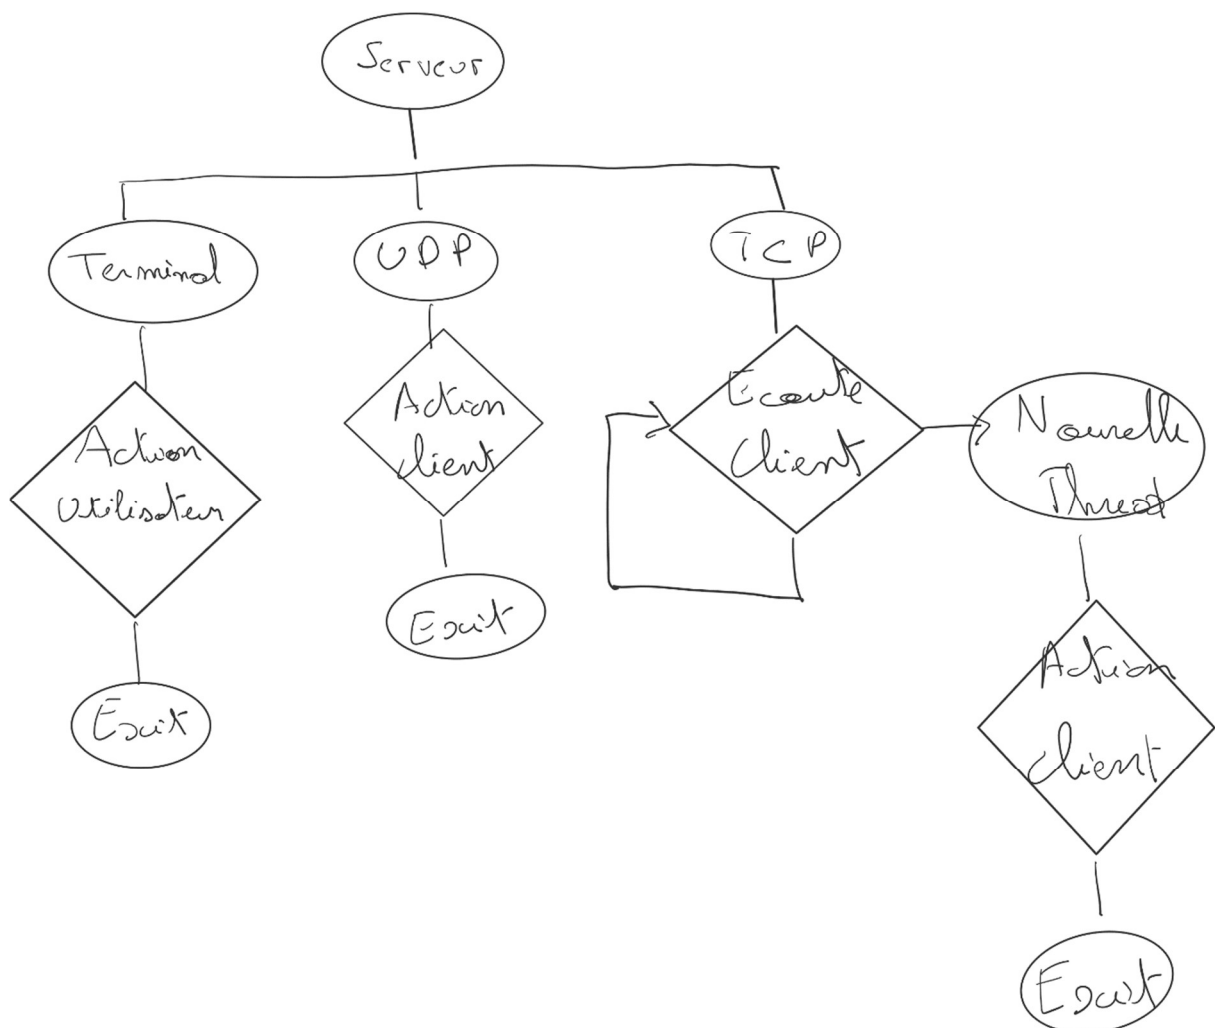 Serveur
Terminal
UDP
TCP
Action
Utilisateur
Action
client
Ecoute
Client
Nouvelle
Thread
Exit
Exit
Action
client
Exit